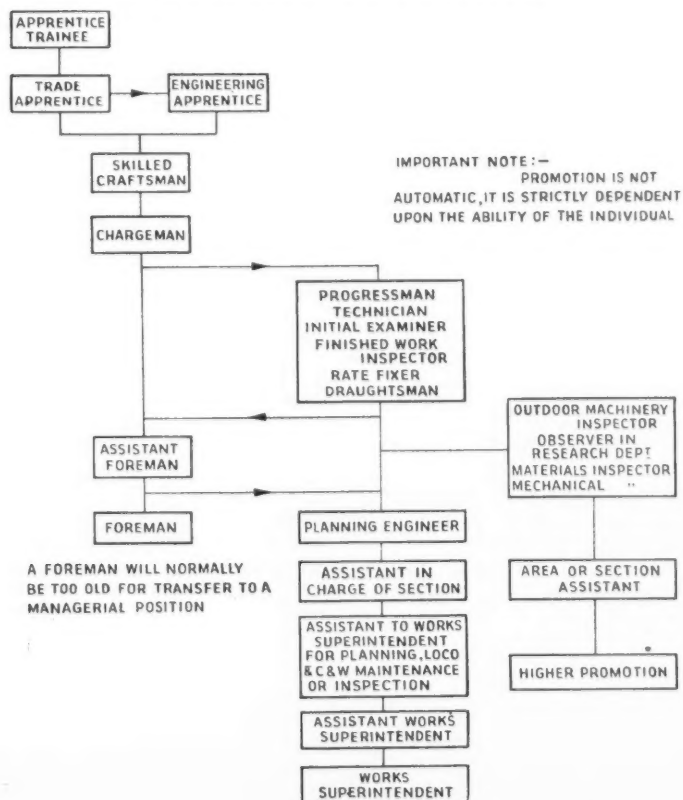 APPRENTICE
TRAINEE
TRADE
APPRENTICE
ENGINEERING
APPRENTICE
SKILLED
CRAFTSMAN
IMPORTANT NOTE:—
PROMOTION IS NOT
AUTOMATIC, IT IS STRICTLY DEPENDENT
UPON THE ABILITY OF THE INDIVIDUAL
CHARGEMAN
PROGRESSMAN
TECHNICIAN
INITIAL EXAMINER
FINISHED WORK
INSPECTOR
RATE FIXER
DRAUGHTSMAN
OUTDOOR MACHINERY
INSPECTOR
OBSERVER IN
RESEARCH DEPT
MATERIALS INSPECTOR
MECHANICAL "
ASSISTANT
FOREMAN
FOREMAN
PLANNING ENGINEER
A FOREMAN WILL NORMALLY
BE TOO OLD FOR TRANSFER TO A
MANAGERIAL POSITION
ASSISTANT IN
CHARGE OF SECTION
AREA OR SECTION
ASSISTANT
ASSISTANT TO WORKS
SUPERINTENDENT
FOR PLANNING, LOCO
& C & W MAINTENANCE
OR INSPECTION
HIGHER PROMOTION
ASSISTANT WORKS
SUPERINTENDENT
WORKS
SUPERINTENDENT